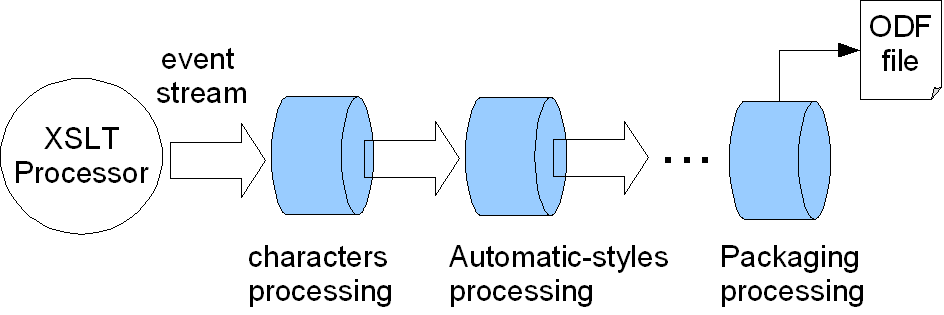 XSLT
Processor
event
stream
characters
processing
Automatic-styles
processing
...
Packaging
processing
ODF
file